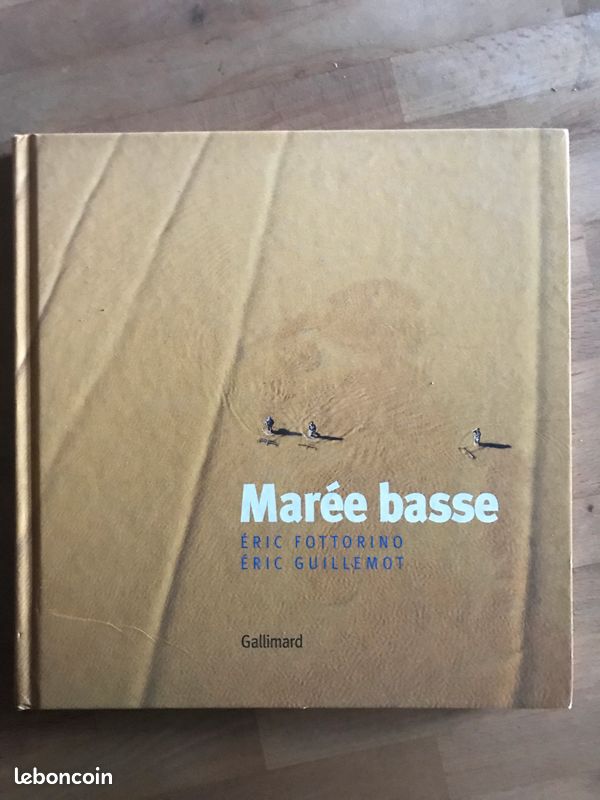 Marée basse
ÉRIC FOTTORINO
ÉRIC GUILLEMOT
Gallimard
leboncoin